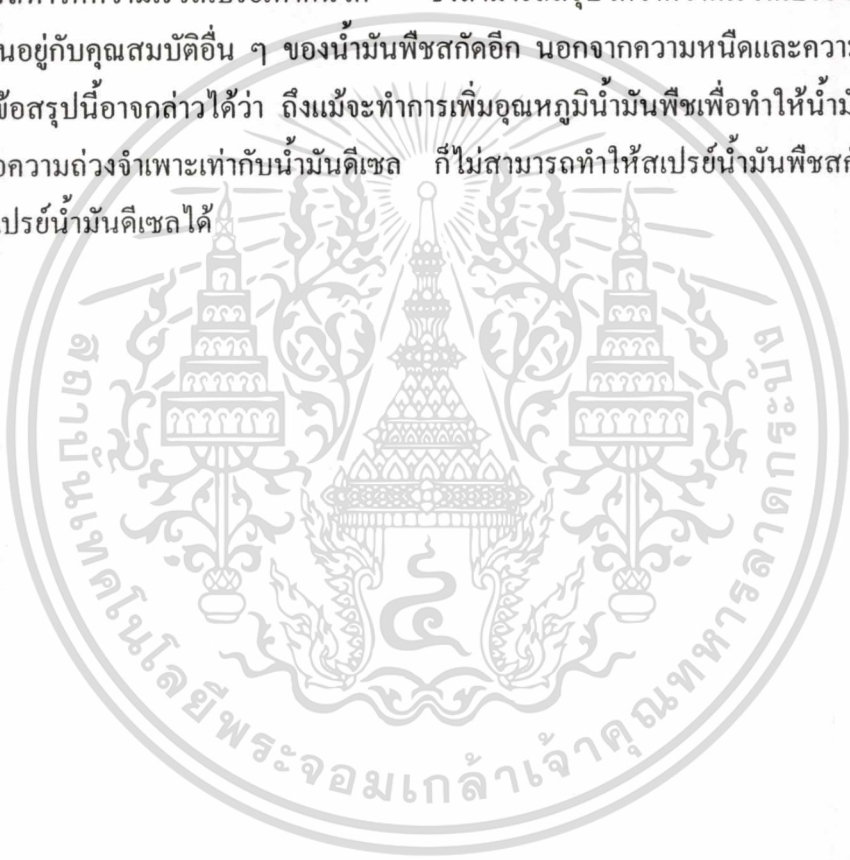 นอยู่กับคุณสมบัติอื่น ๆ ของน้ำมันพืชสกัดอีก นอกจากความหนืดและความ
ข้อสรุปนี้อาจกล่าวได้ว่า ถึงแม้จะทำการเพิ่มอุณหภูมิน้ำมันพืชเพื่อทำให้น้ำมั
อความถ่วงจำเพาะเท่ากับน้ำมันดีเซล ก็ไม่สามารถทำให้สเปรย์น้ำมันพืชสกั
เปรย์น้ำมันดีเซลได้
สถาบันเทคโนโลยีพระจอมเกล้าเจ้าคุณทหารลาดกระบัง